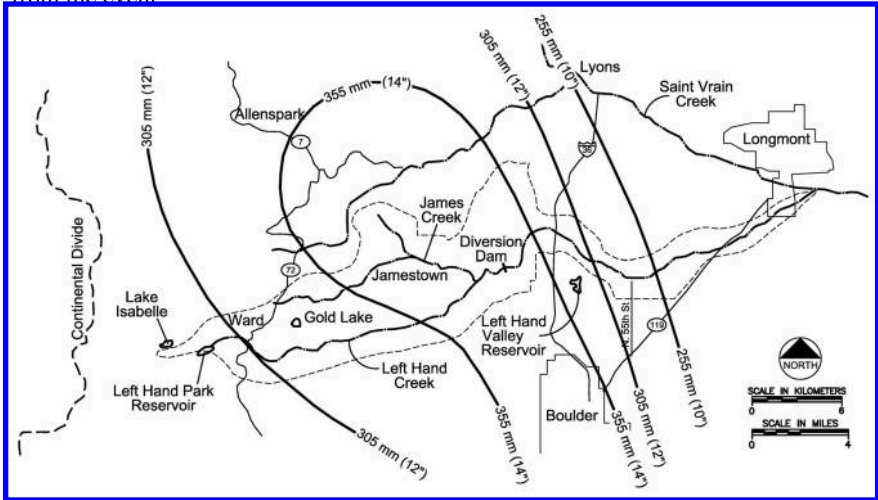 from the event
305 mm (12")
355 mm (14")
305 mm (12")
255 mm (10")
Lyons
Saint Vrain
Creek
Longmont
Allenspark
7
36
James
Creek
Diversion
Dam
Jamestown
72
Continental Divide
Lake
Isabelle
Ward
Gold Lake
Left Hand
Valley
Reservoir
N. 55th St.
119
Left Hand Park
Reservoir
Left Hand
Creek
Boulder
305 mm (12")
355 mm (14")
355 mm (14")
305 mm (12")
255 mm (10")
NORTH
SCALE IN KILOMETERS
0 6
SCALE IN MILES
0 4